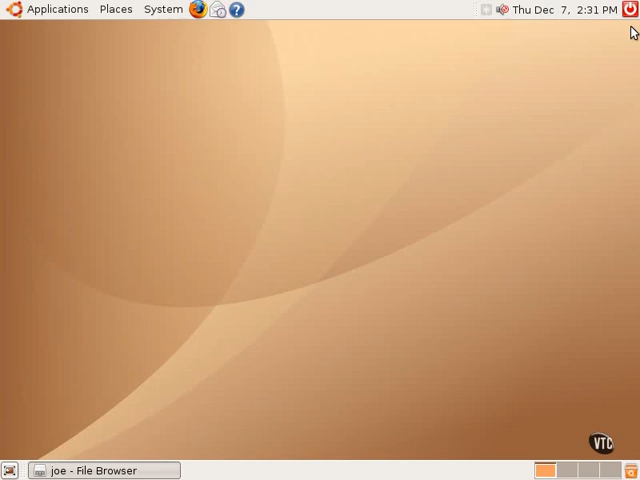 Applications Places System Thu Dec 7, 2:31 PM
VTC
joe - File Browser